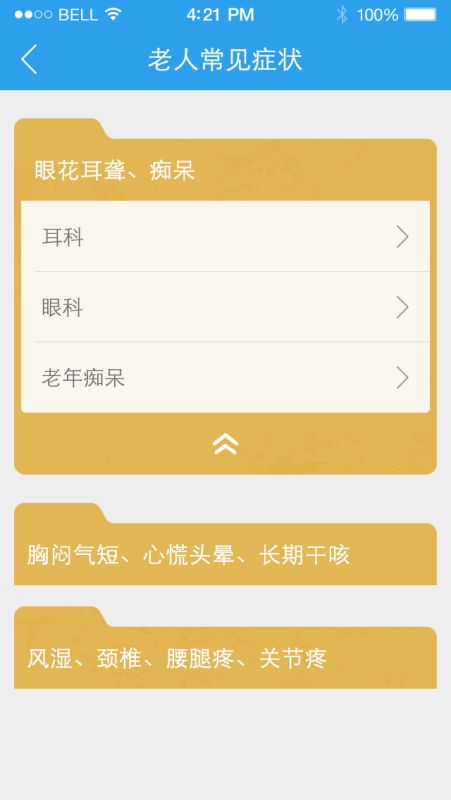 BELL 4:21 PM 100%
老人常见症状
眼花耳聋、痴呆
耳科
眼科
老年痴呆
胸闷气短、心慌头晕、长期干咳
风湿、颈椎、腰腿疼、关节疼